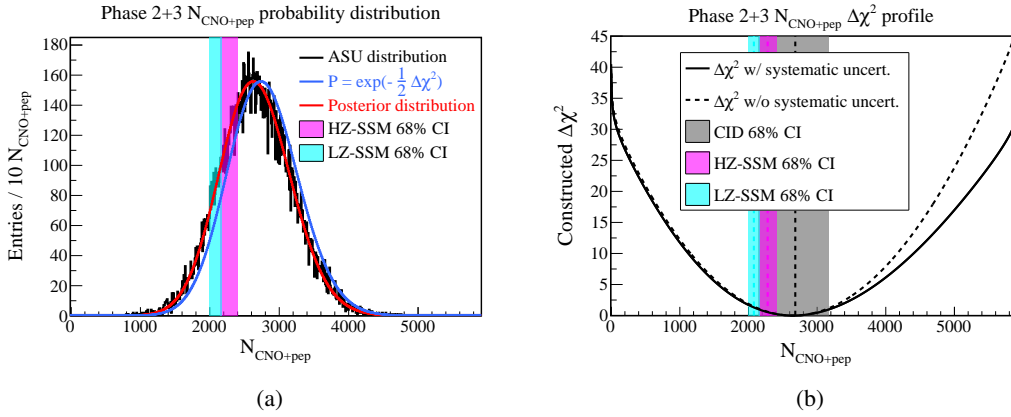 Phase 2+3 N_CNO+pep probability distribution
180
160
140
120
100
80
60
40
20
0
Entries / 10 N_CNO+pep
ASU distribution
P = exp(- 1/2 Δχ²)
Posterior distribution
HZ-SSM 68% CI
LZ-SSM 68% CI
0 1000 2000 3000 4000 5000
N_CNO+pep
(a)
Phase 2+3 N_CNO+pep Δχ² profile
45
40
35
30
25
20
15
10
5
0
Constructed Δχ²
Δχ² w/ systematic uncert.
Δχ² w/o systematic uncert.
CID 68% CI
HZ-SSM 68% CI
LZ-SSM 68% CI
0 1000 2000 3000 4000 5000
N_CNO+pep
(b)